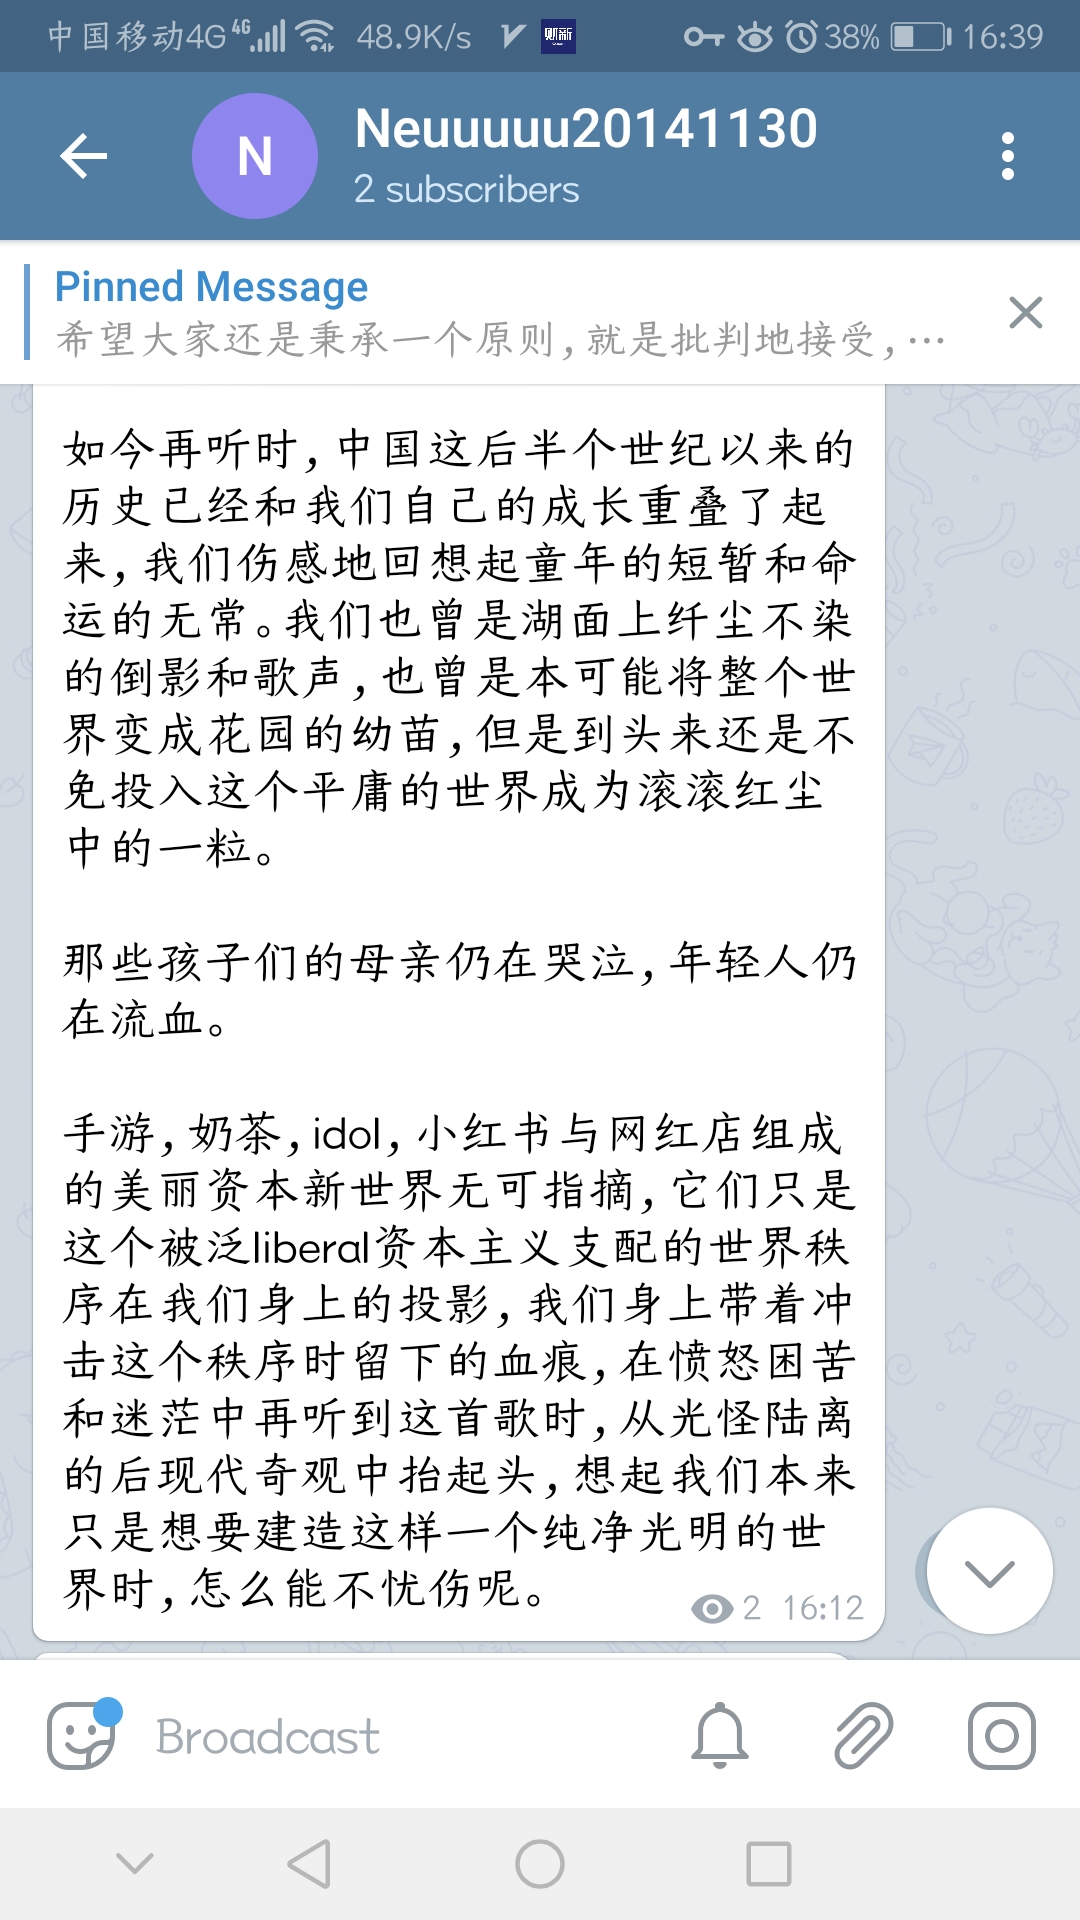 中国移动4G 4G 48.9K/s 财新 38% 16:39
N
Neuuuuu20141130
2 subscribers
Pinned Message
希望大家还是秉承一个原则,就是批判地接受,…
如今再听时,中国这后半个世纪以来的
历史已经和我们自己的成长重叠了起
来,我们伤感地回想起童年的短暂和命
运的无常。我们也曾是湖面上纤尘不染
的倒影和歌声,也曾是本可能将整个世
界变成花园的幼苗,但是到头来还是不
免投入这个平庸的世界成为滚滚红尘
中的一粒。
那些孩子们的母亲仍在哭泣,年轻人仍
在流血。
手游,奶茶,idol,小红书与网红店组成
的美丽资本新世界无可指摘,它们只是
这个被泛liberal资本主义支配的世界秩
序在我们身上的投影,我们身上带着冲
击这个秩序时留下的血痕,在愤怒困苦
和迷茫中再听到这首歌时,从光怪陆离
的后现代奇观中抬起头,想起我们本来
只是想要建造这样一个纯净光明的世
界时,怎么能不忧伤呢。
2 16:12
Broadcast